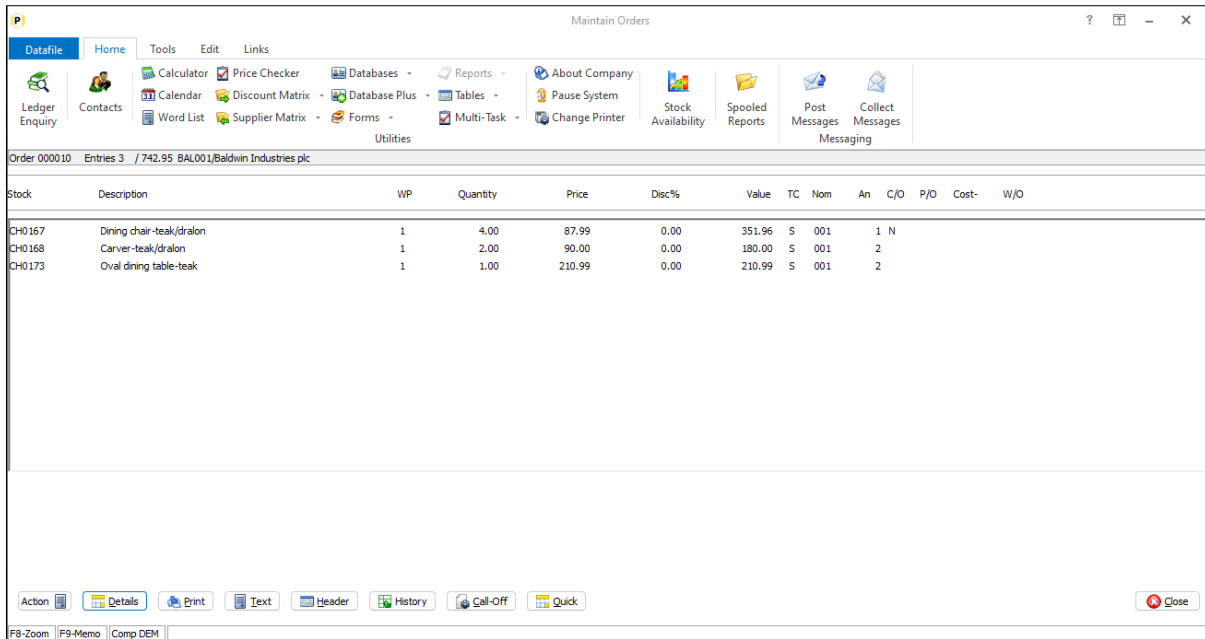 (P)
Maintain Orders
?
Datafile Home Tools Edit Links
Ledger Enquiry
Contacts
Calculator Price Checker Databases Reports About Company
31 Calendar Discount Matrix Database Plus Tables Pause System
Word List Supplier Matrix Forms Multi-Task Change Printer
Stock Availability
Spooled Reports
Post Messages
Collect Messages
Utilities Messaging
Order 000010 Entries 3 / 742.95 BAL001/Baldwin Industries plc
Stock Description WP Quantity Price Disc% Value TC Nom An C/O P/O Cost- W/O
CH0167 Dining chair-teak/dralon 1 4.00 87.99 0.00 351.96 S 001 1 N
CH0168 Carver-teak/dralon 1 2.00 90.00 0.00 180.00 S 001 2
CH0173 Oval dining table-teak 1 1.00 210.99 0.00 210.99 S 001 2
Action Details Print Text Header History Call-Off Quick Close
F8-Zoom F9-Memo Comp DEM